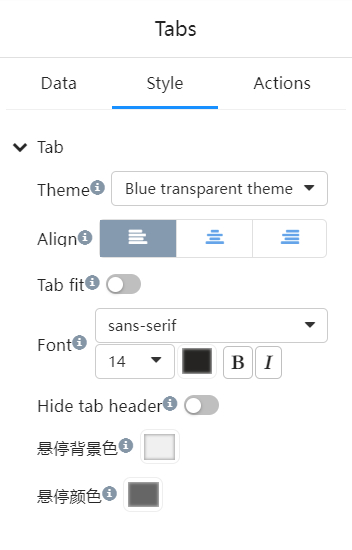 Tabs
Data Style Actions
Tab
Theme Blue transparent theme
Align
Tab fit
Font sans-serif
14 B I
Hide tab header
悬停背景色
悬停颜色